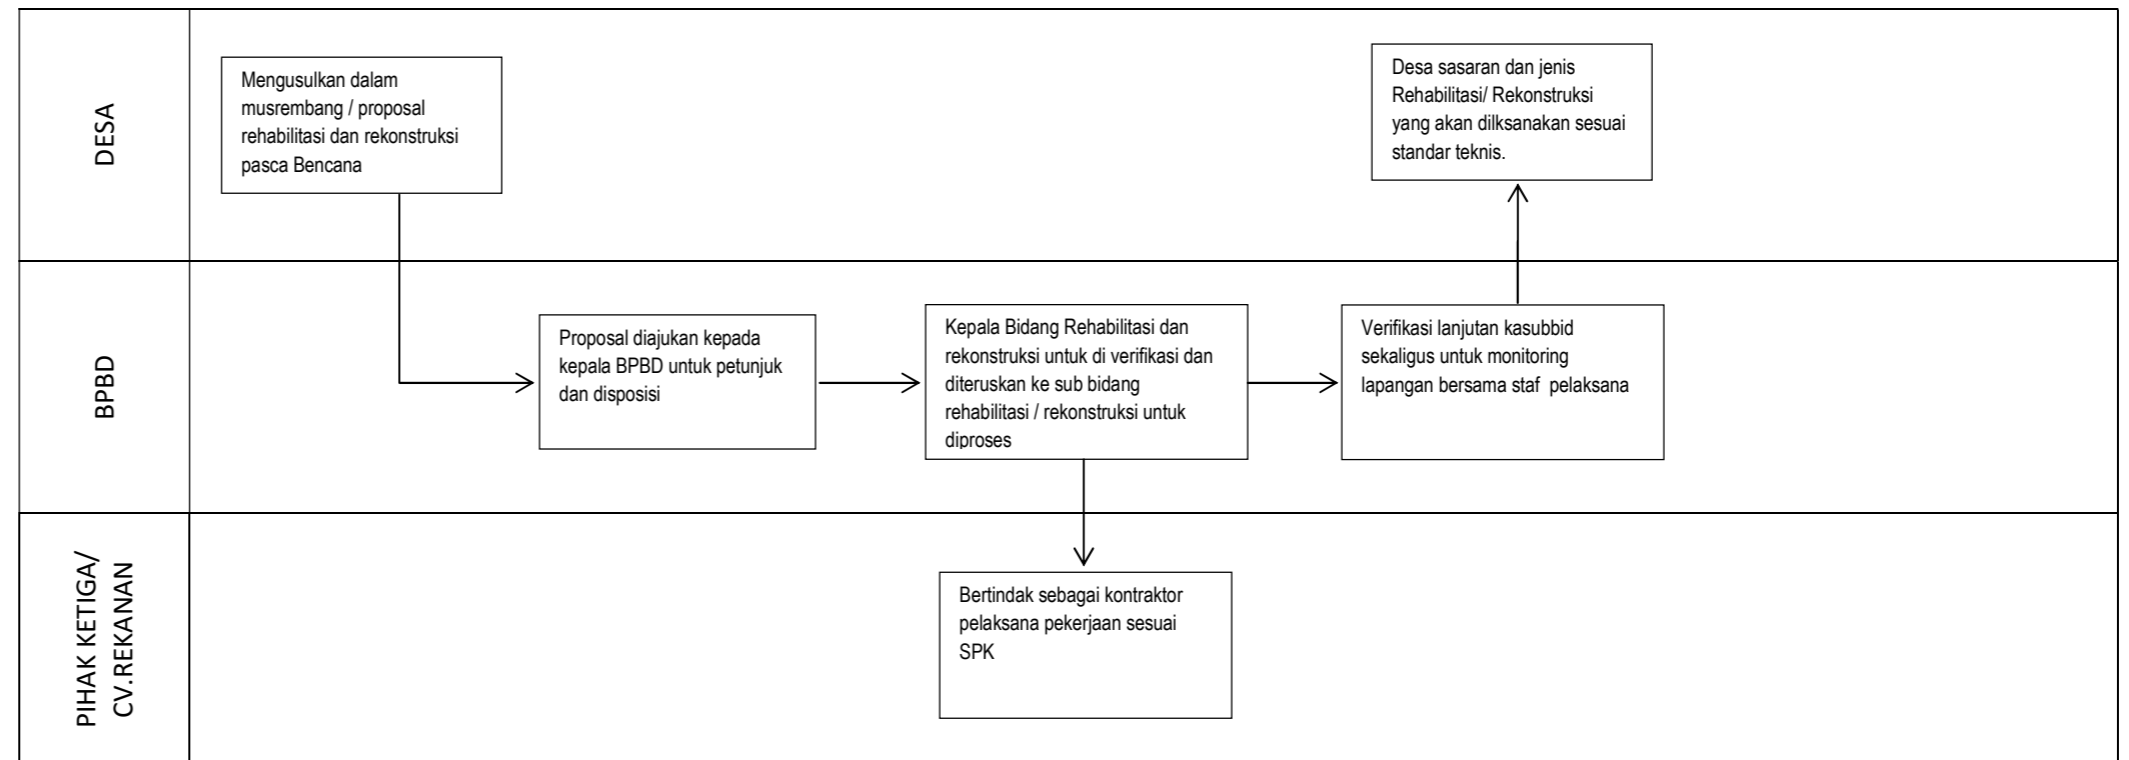 DESA
Mengusulkan dalam
musrembang / proposal
rehabilitasi dan rekonstruksi
pasca Bencana
Desa sasaran dan jenis
Rehabilitasi/ Rekonstruksi
yang akan dilksanakan sesuai
standar teknis.
BPBD
Proposal diajukan kepada
kepala BPBD untuk petunjuk
dan disposisi
Kepala Bidang Rehabilitasi dan
rekonstruksi untuk di verifikasi dan
diteruskan ke sub bidang
rehabilitasi / rekonstruksi untuk
diproses
Verifikasi lanjutan kasubbid
sekaligus untuk monitoring
lapangan bersama staf pelaksana
PIHAK KETIGA/
CV.REKANAN
Bertindak sebagai kontraktor
pelaksana pekerjaan sesuai
SPK